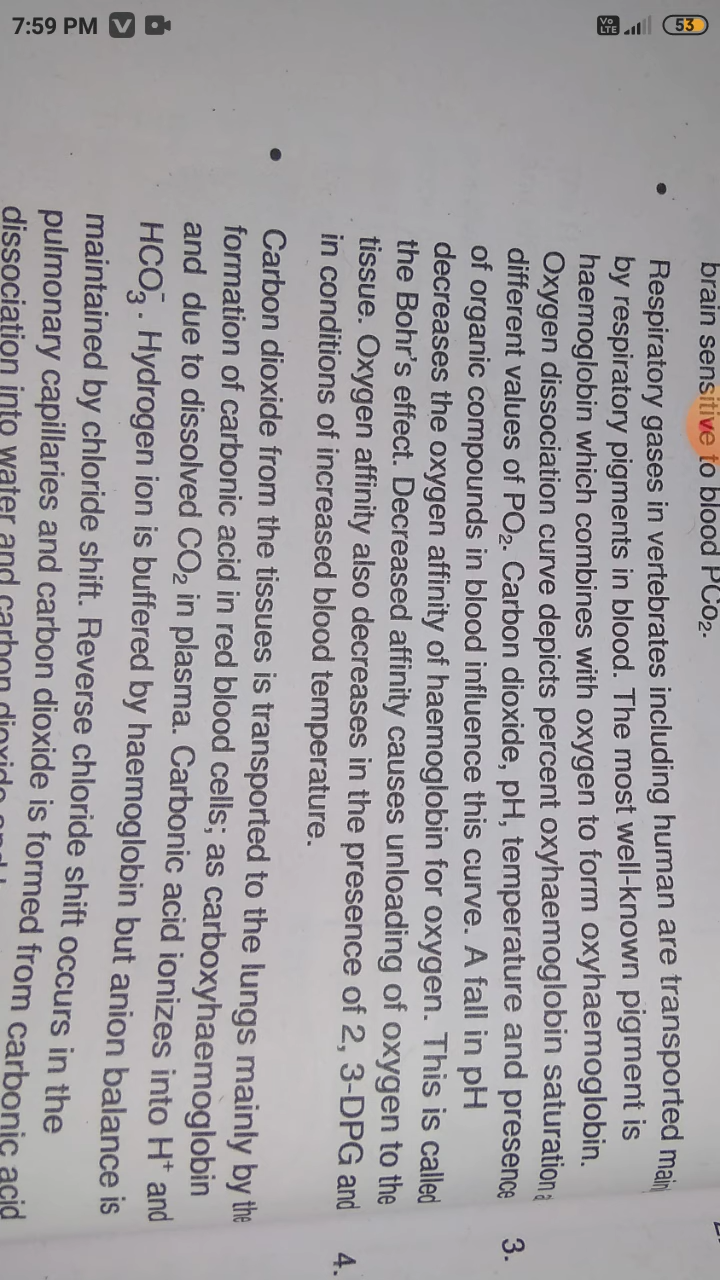 7:59 PM
Vo LTE
53
brain sensitive to blood PCo₂.
• Respiratory gases in vertebrates including human are transported
by respiratory pigments in blood. The most well-known pigment is
haemoglobin which combines with oxygen to form oxyhaemoglobin.
Oxygen dissociation curve depicts percent oxyhaemoglobin saturation
different values of PO₂. Carbon dioxide, pH, temperature and presence
3.
of organic compounds in blood influence this curve. A fall in pH
decreases the oxygen affinity of haemoglobin for oxygen. This is called
the Bohr's effect. Decreased affinity causes unloading of oxygen to the
tissue. Oxygen affinity also decreases in the presence of 2, 3-DPG and
in conditions of increased blood temperature.
4.
• Carbon dioxide from the tissues is transported to the lungs mainly by the
formation of carbonic acid in red blood cells; as carboxyhaemoglobin
and due to dissolved CO₂ in plasma. Carbonic acid ionizes into H⁺ and
HCO₃⁻. Hydrogen ion is buffered by haemoglobin but anion balance is
maintained by chloride shift. Reverse chloride shift occurs in the
pulmonary capillaries and carbon dioxide is formed from carbonic acid
dissociation into water and carbon dioxide